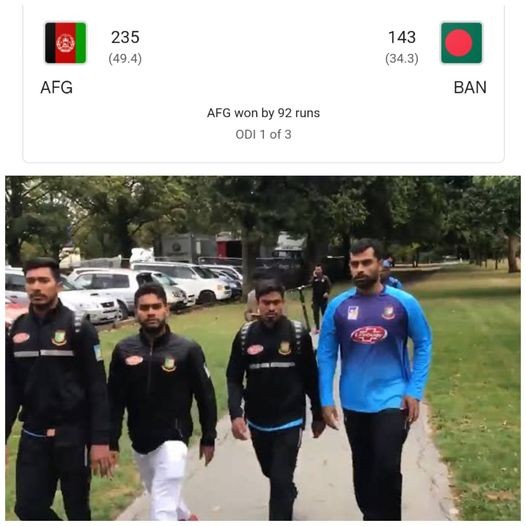 235 143
(49.4) (34.3)
AFG BAN
AFG won by 92 runs
ODI 1 of 3